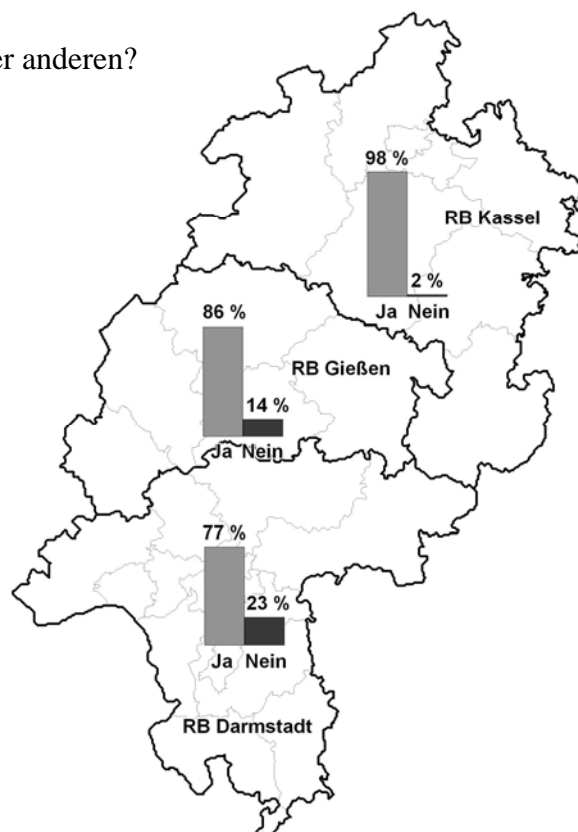 er anderen?
98 %
RB Kassel
2 %
Ja Nein
86 %
RB Gießen
14 %
Ja Nein
77 %
23 %
Ja Nein
RB Darmstadt